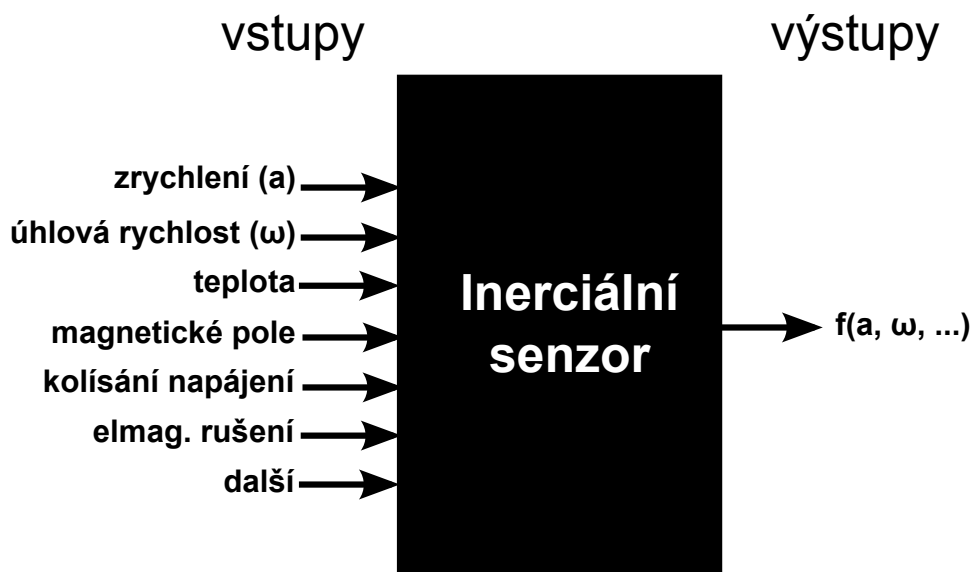 vstupy
výstupy
zrychlení (a)
úhlová rychlost (ω)
teplota
magnetické pole
kolísání napájení
elmag. rušení
další
Inerciální
senzor
f(a, ω, ...)